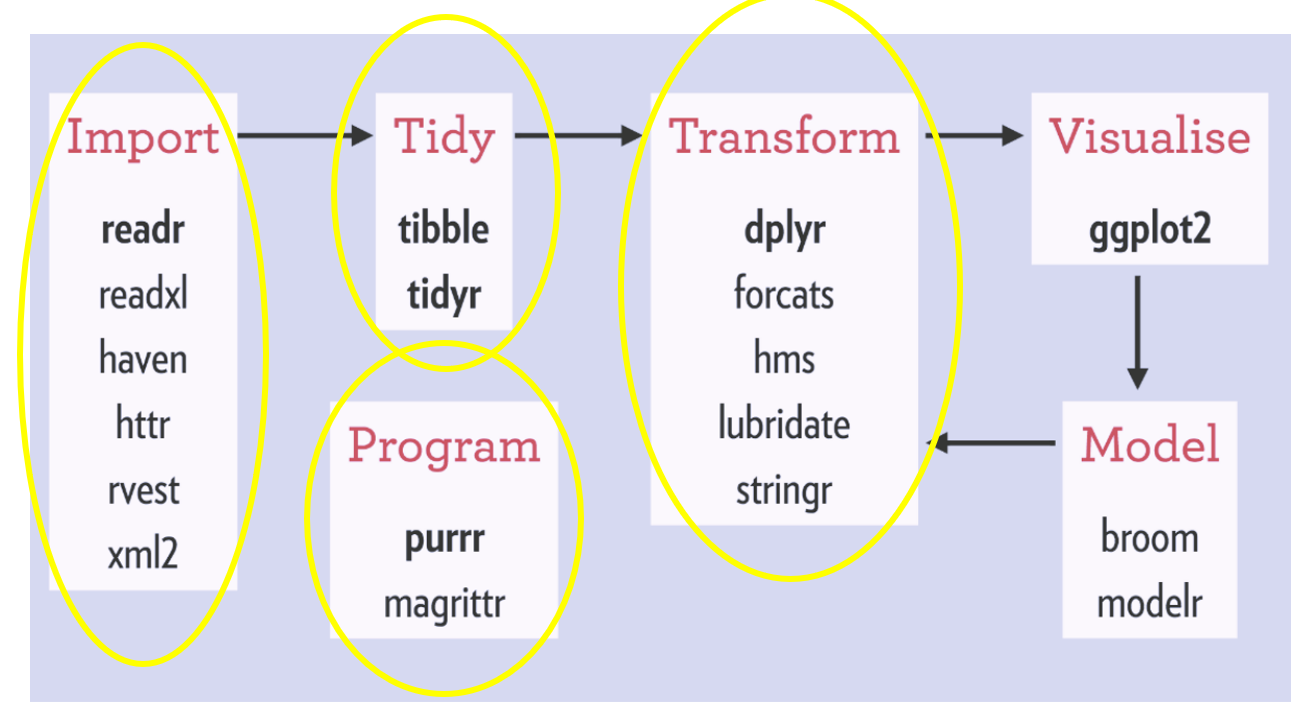 Import
readr
readxl
haven
httr
rvest
xml2
Tidy
tibble
tidyr
Program
purrr
magrittr
Transform
dplyr
forcats
hms
lubridate
stringr
Visualise
ggplot2
Model
broom
modelr